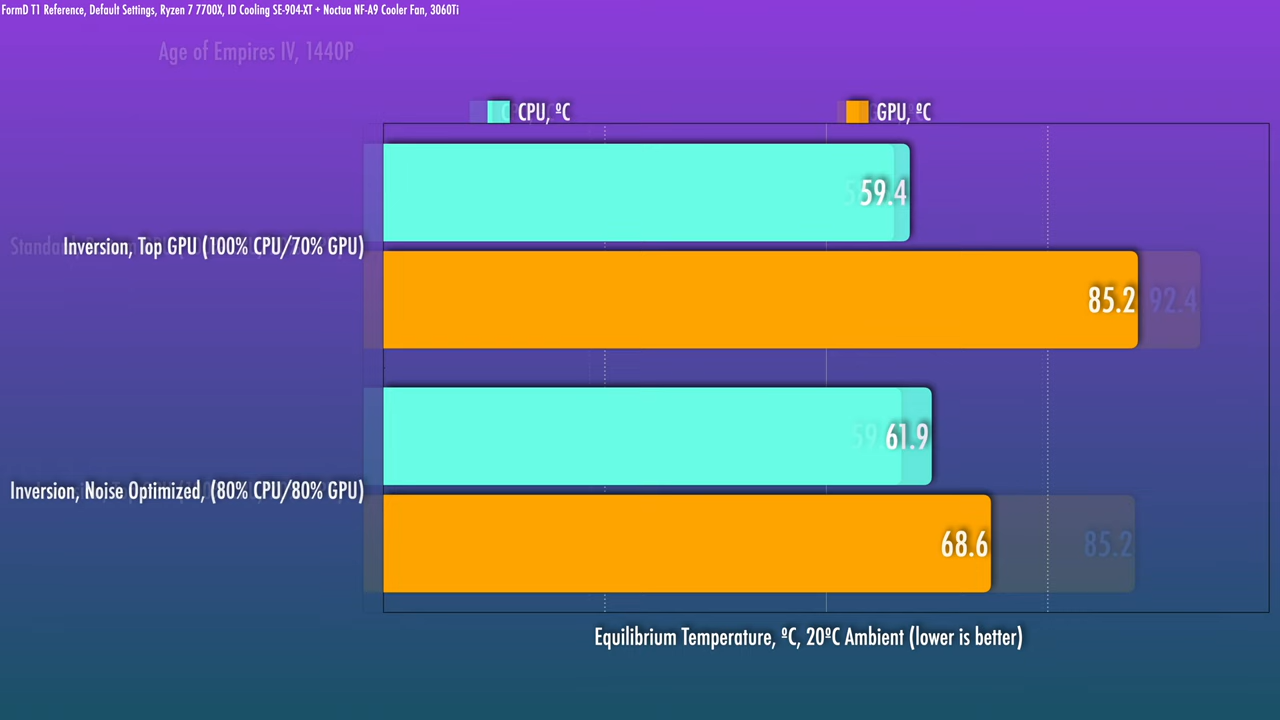 FormD T1 Reference, Default Settings, Ryzen 7 7700X, ID Cooling SE-904-XT + Noctua NF-A9 Cooler Fan, 3060Ti
Age of Empires IV, 1440P
CPU, ºC
GPU, ºC
59.4
Inversion, Top GPU (100% CPU/70% GPU)
85.2
92.4
61.9
Inversion, Noise Optimized, (80% CPU/80% GPU)
68.6
85.2
Equilibrium Temperature, ºC, 20ºC Ambient (lower is better)